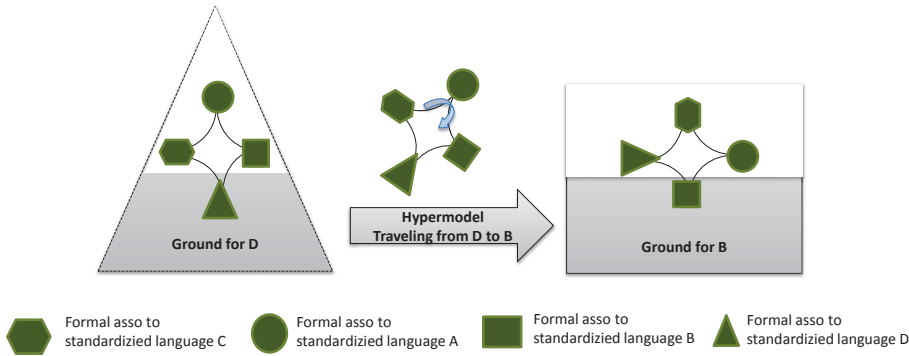 Ground for D
Hypermodel
Traveling from D to B
Ground for B
Formal asso to
standardizied language C
Formal asso to
standardizied language A
Formal asso to
standardizied language B
Formal asso to
standardizied language D